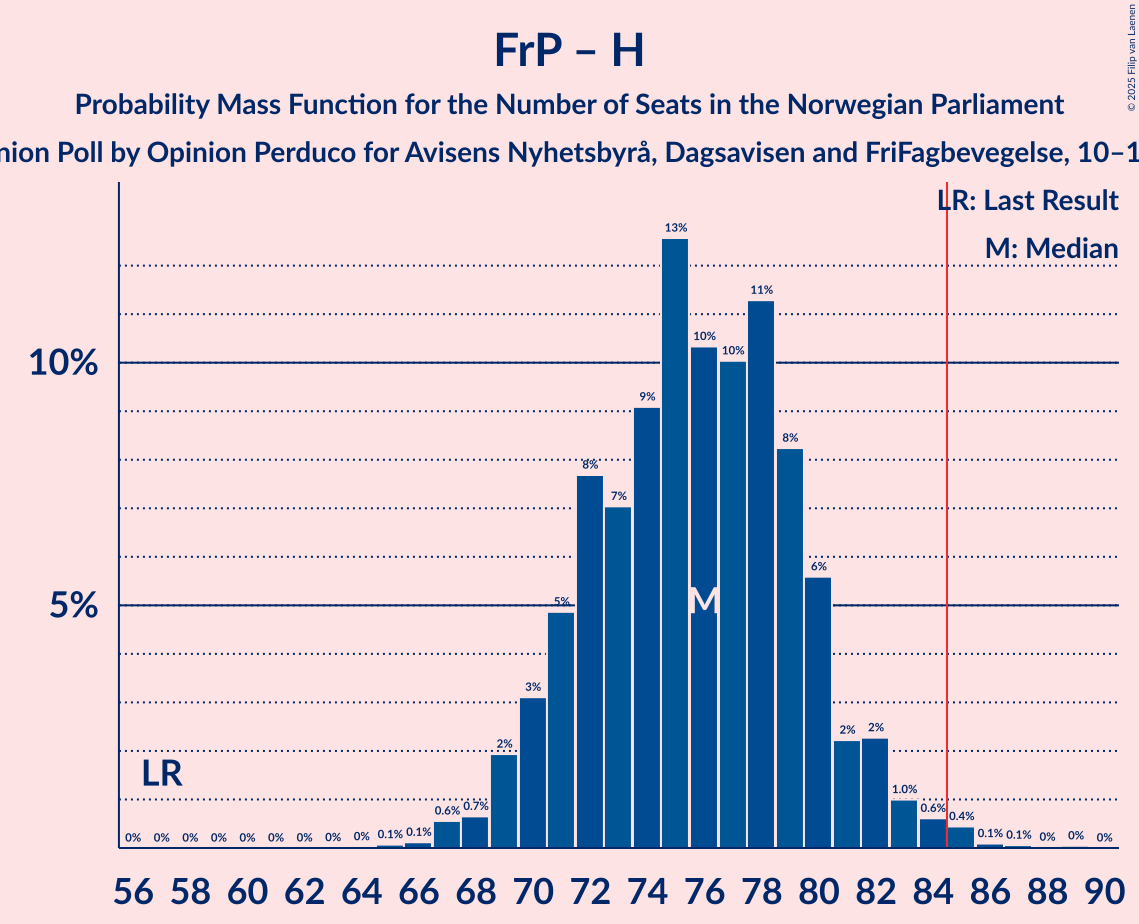 © 2025 Filip van Laenen
FrP – H
Probability Mass Function for the Number of Seats in the Norwegian Parliament
nion Poll by Opinion Perduco for Avisens Nyhetsbyrå, Dagsavisen and FriFagbevegelse, 10–1
LR: Last Result
M: Median
10%
5%
0% 0% 0% 0% 0% 0% 0% 0% 0% 0.1% 0.1% 0.6% 0.7% 2% 3% 5% 8% 7% 9% 13% 10% 10% 11% 8% 6% 2% 2% 1.0% 0.6% 0.4% 0.1% 0.1% 0% 0% 0%
LR
M
56 58 60 62 64 66 68 70 72 74 76 78 80 82 84 86 88 90